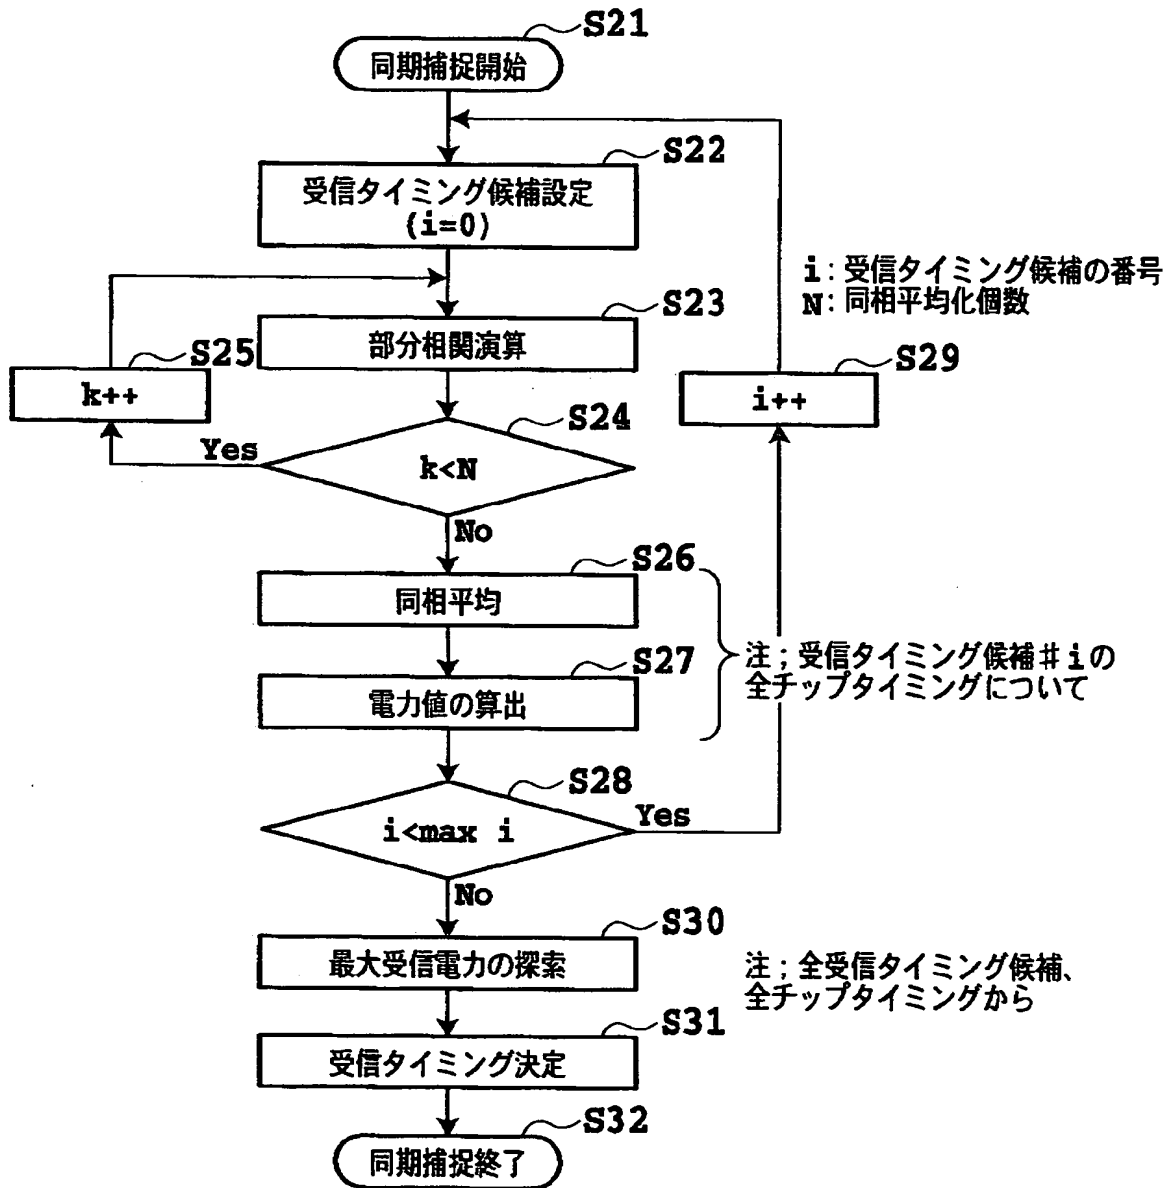 S21
同期捕捉開始
S22
受信タイミング候補設定
(i=0)
i:受信タイミング候補の番号
N:同相平均化個数
S23
部分相関演算
S25
k++
S29
i++
S24
Yes
k<N
No
S26
同相平均
S27
電力値の算出
注;受信タイミング候補#iの
全チップタイミングについて
S28
i<max i
Yes
No
S30
最大受信電力の探索
注;全受信タイミング候補、
全チップタイミングから
S31
受信タイミング決定
S32
同期捕捉終了